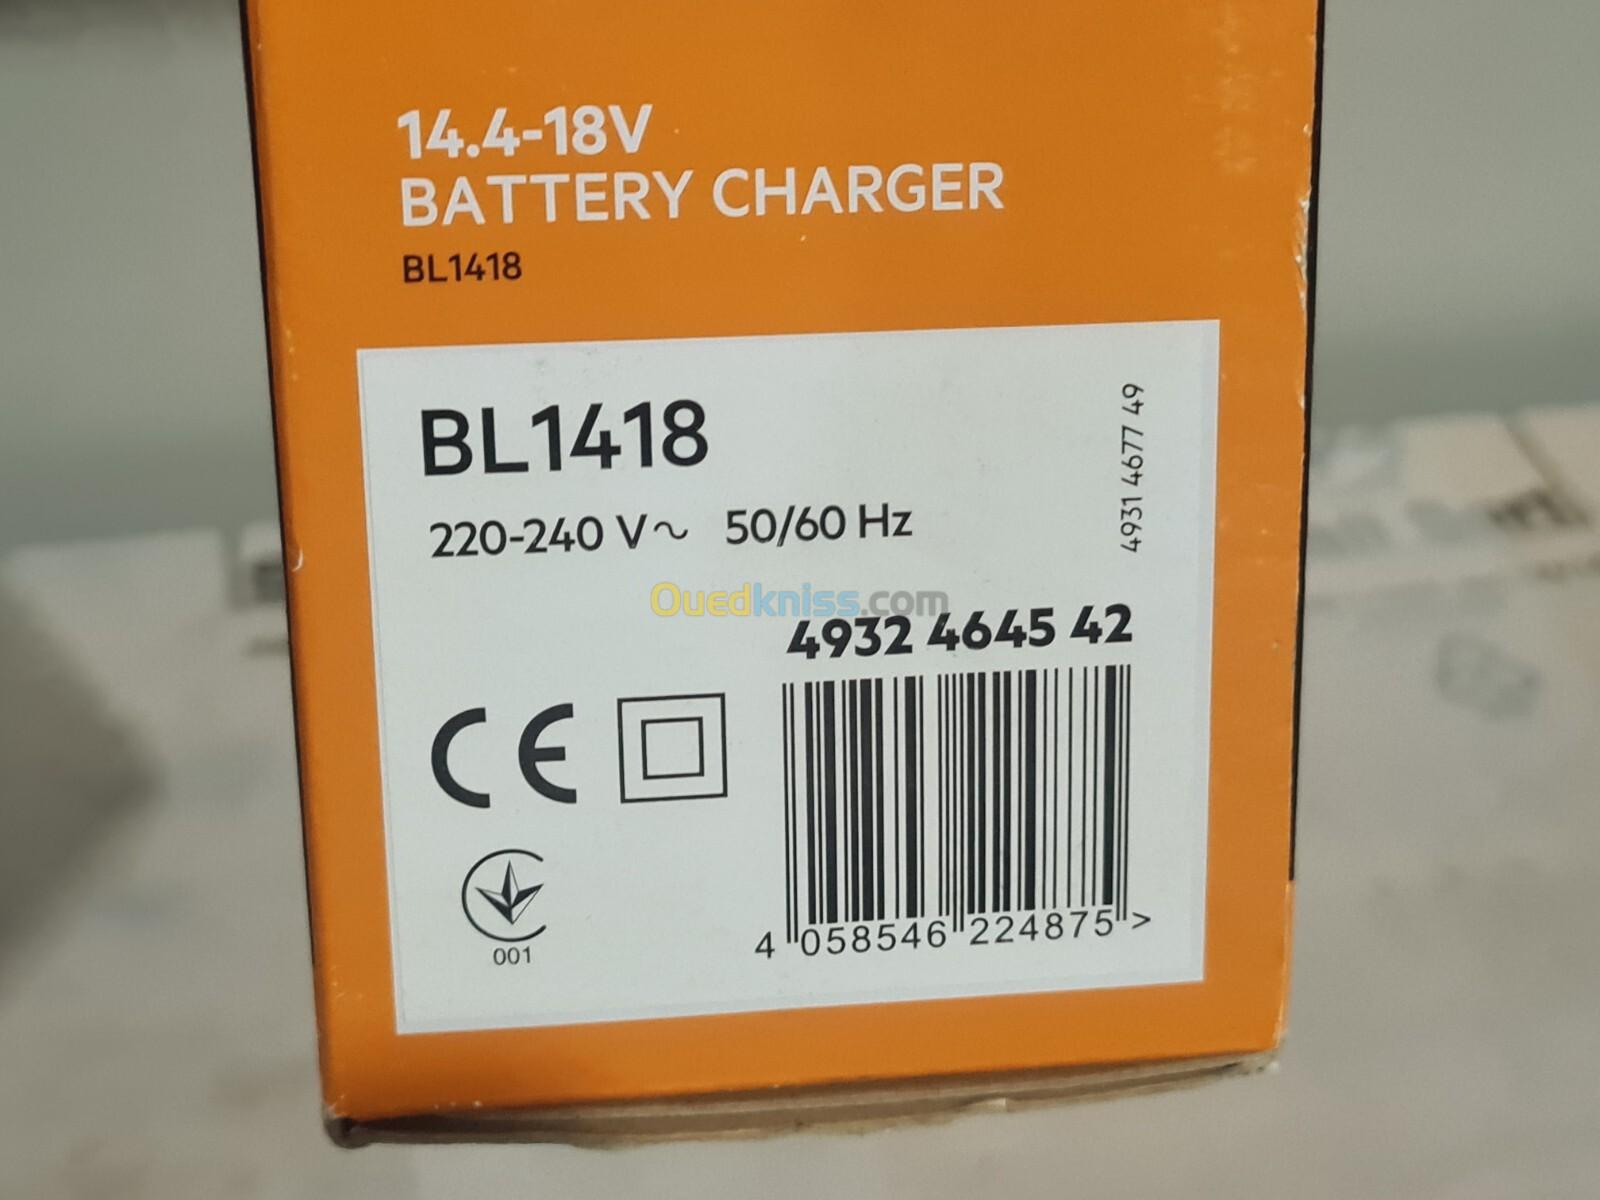 14.4-18V
BATTERY CHARGER
BL1418
BL1418
220-240 V~ 50/60 Hz
4931 4677 49
Ouedkniss.com
4932 4645 42
CE
001
4 058546 224875 >